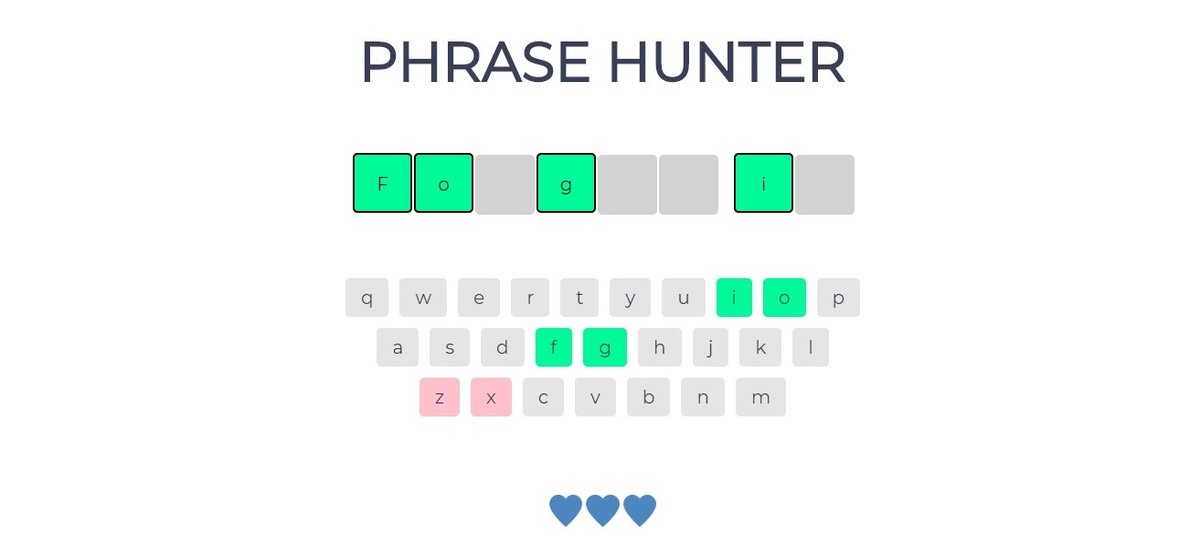 PHRASE HUNTER
F o g i
q w e r t y u i o p
a s d f g h j k l
z x c v b n m